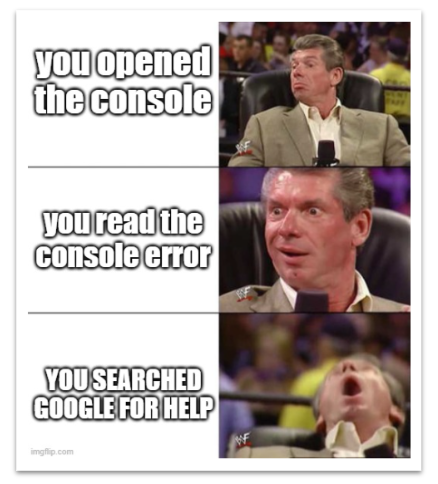 you opened
the console
you read the
console error
YOU SEARCHED
GOOGLE FOR HELP
imgflip.com